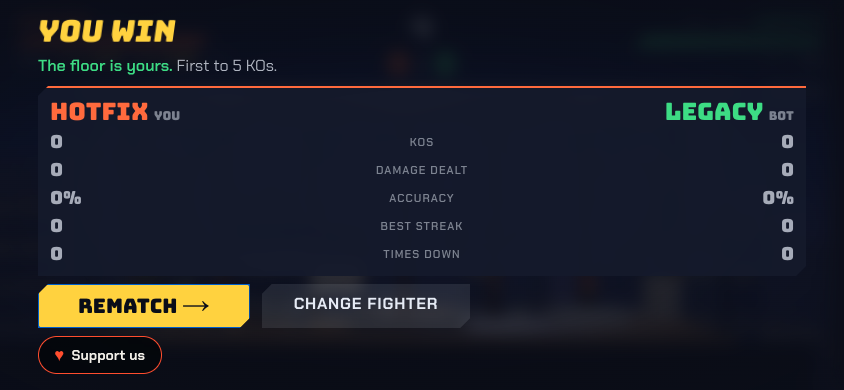 YOU WIN
The floor is yours. First to 5 KOs.
HOTFIX YOU LEGACY BOT
0 KOS 0
0 DAMAGE DEALT 0
0% ACCURACY 0%
0 BEST STREAK 0
0 TIMES DOWN 0
REMATCH → CHANGE FIGHTER
♥ Support us